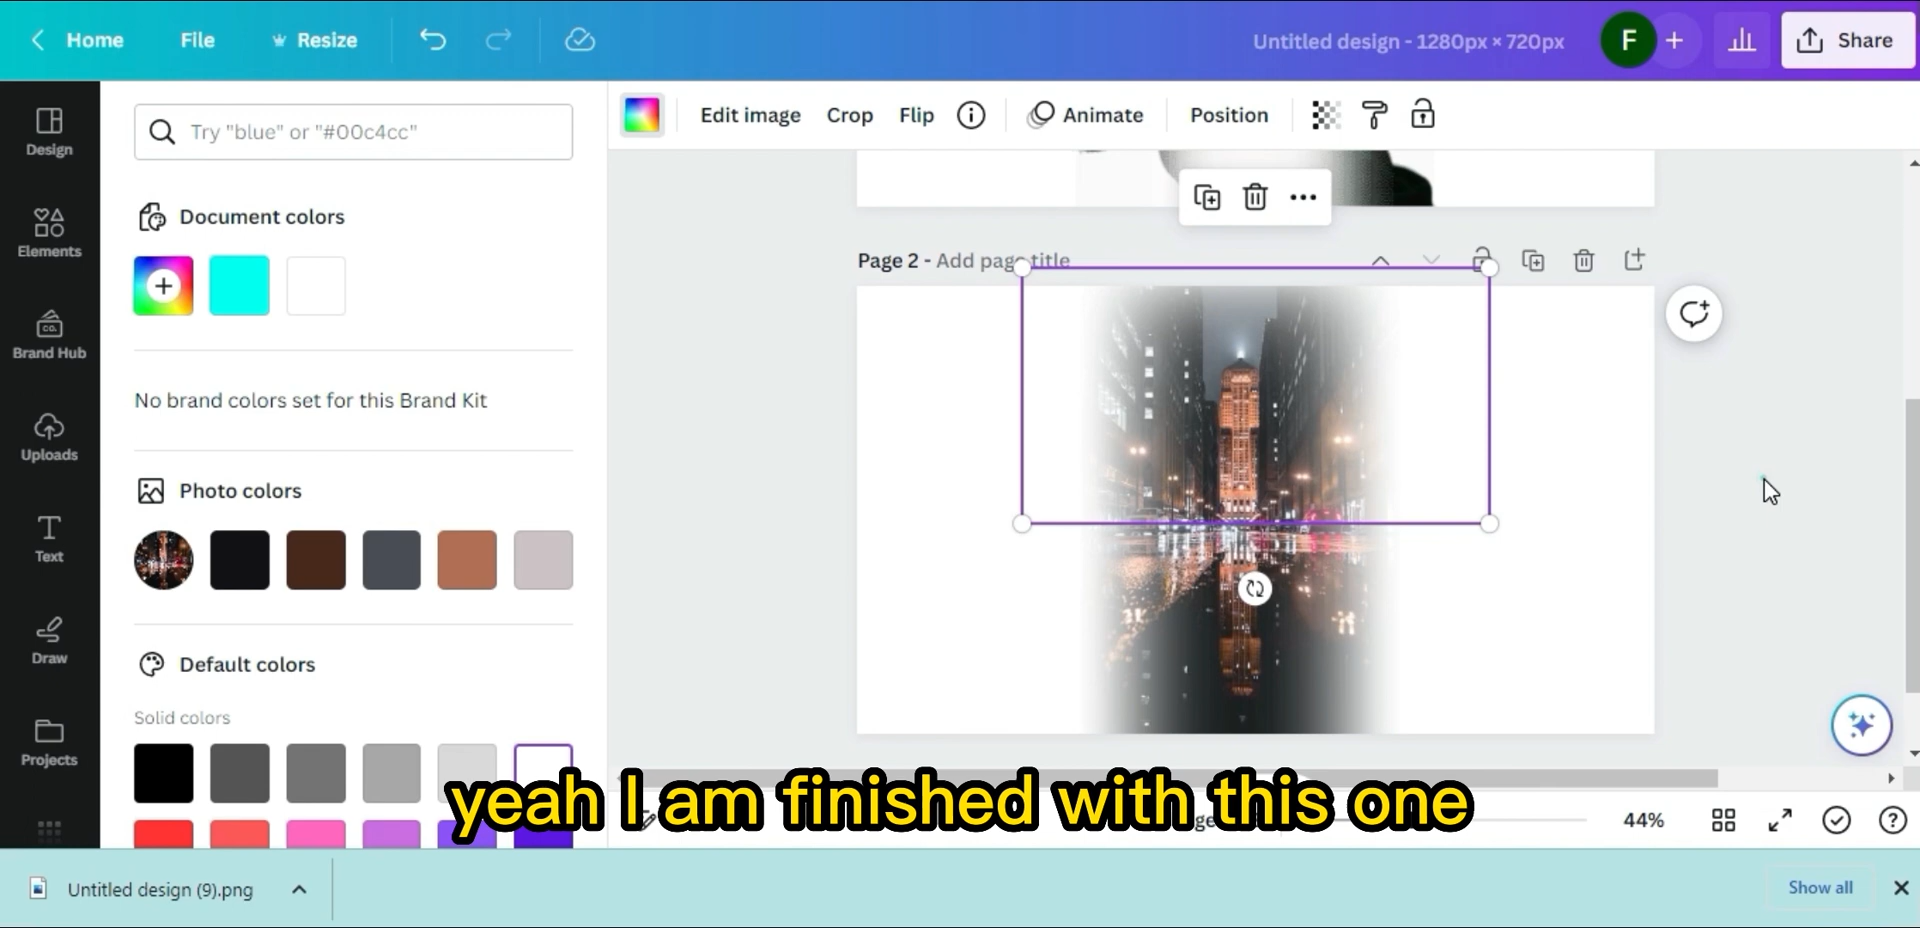 Home
File
Resize
Untitled design - 1280px × 720px
F
+
Share
Design
Elements
Brand Hub
CO.
Uploads
Text
Draw
Projects
Try "blue" or "#00c4cc"
Document colors
No brand colors set for this Brand Kit
Photo colors
Default colors
Solid colors
Edit image
Crop
Flip
Animate
Position
Page 2 - Add page title
yeah I am finished with this one
44%
Untitled design (9).png
Show all